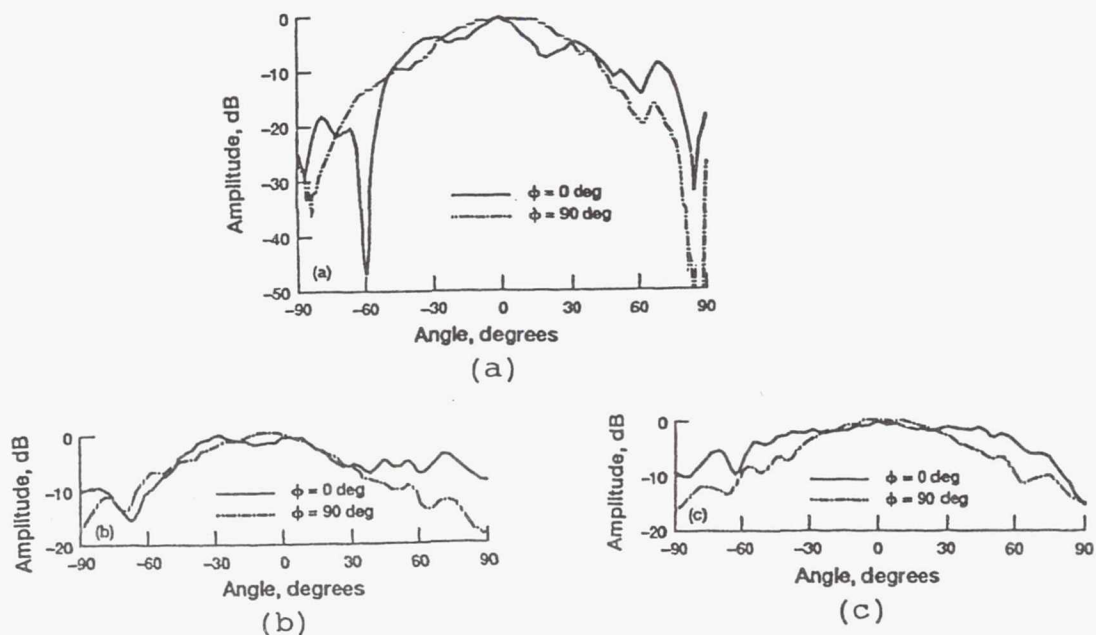 Amplitude, dB
0
−10
−20
−30
−40
−50
ϕ = 0 deg
ϕ = 90 deg
(a)
−90 −60 −30 0 30 60 90
Angle, degrees
(a)
Amplitude, dB
0
−10
−20
ϕ = 0 deg
ϕ = 90 deg
(b)
−90 −60 −30 0 30 60 90
Angle, degrees
(b)
Amplitude, dB
0
−10
−20
ϕ = 0 deg
ϕ = 90 deg
(c)
−90 −60 −30 0 30 60 90
Angle, degrees
(c)